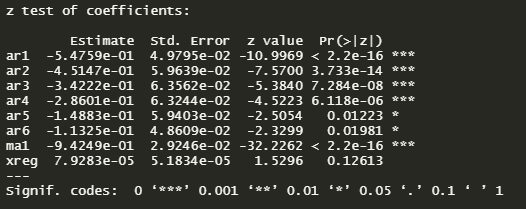 z test of coefficients:
Estimate Std. Error z value Pr(>|z|)
ar1 -5.4759e-01 4.9795e-02 -10.9969 < 2.2e-16 ***
ar2 -4.5147e-01 5.9639e-02 -7.5700 3.733e-14 ***
ar3 -3.4222e-01 6.3562e-02 -5.3840 7.284e-08 ***
ar4 -2.8601e-01 6.3244e-02 -4.5223 6.118e-06 ***
ar5 -1.4883e-01 5.9403e-02 -2.5054 0.01223 *
ar6 -1.1325e-01 4.8609e-02 -2.3299 0.01981 *
ma1 -9.4249e-01 2.9246e-02 -32.2262 < 2.2e-16 ***
xreg 7.9283e-05 5.1834e-05 1.5296 0.12613
---
Signif. codes: 0 ‘***’ 0.001 ‘**’ 0.01 ‘*’ 0.05 ‘.’ 0.1 ‘ ’ 1